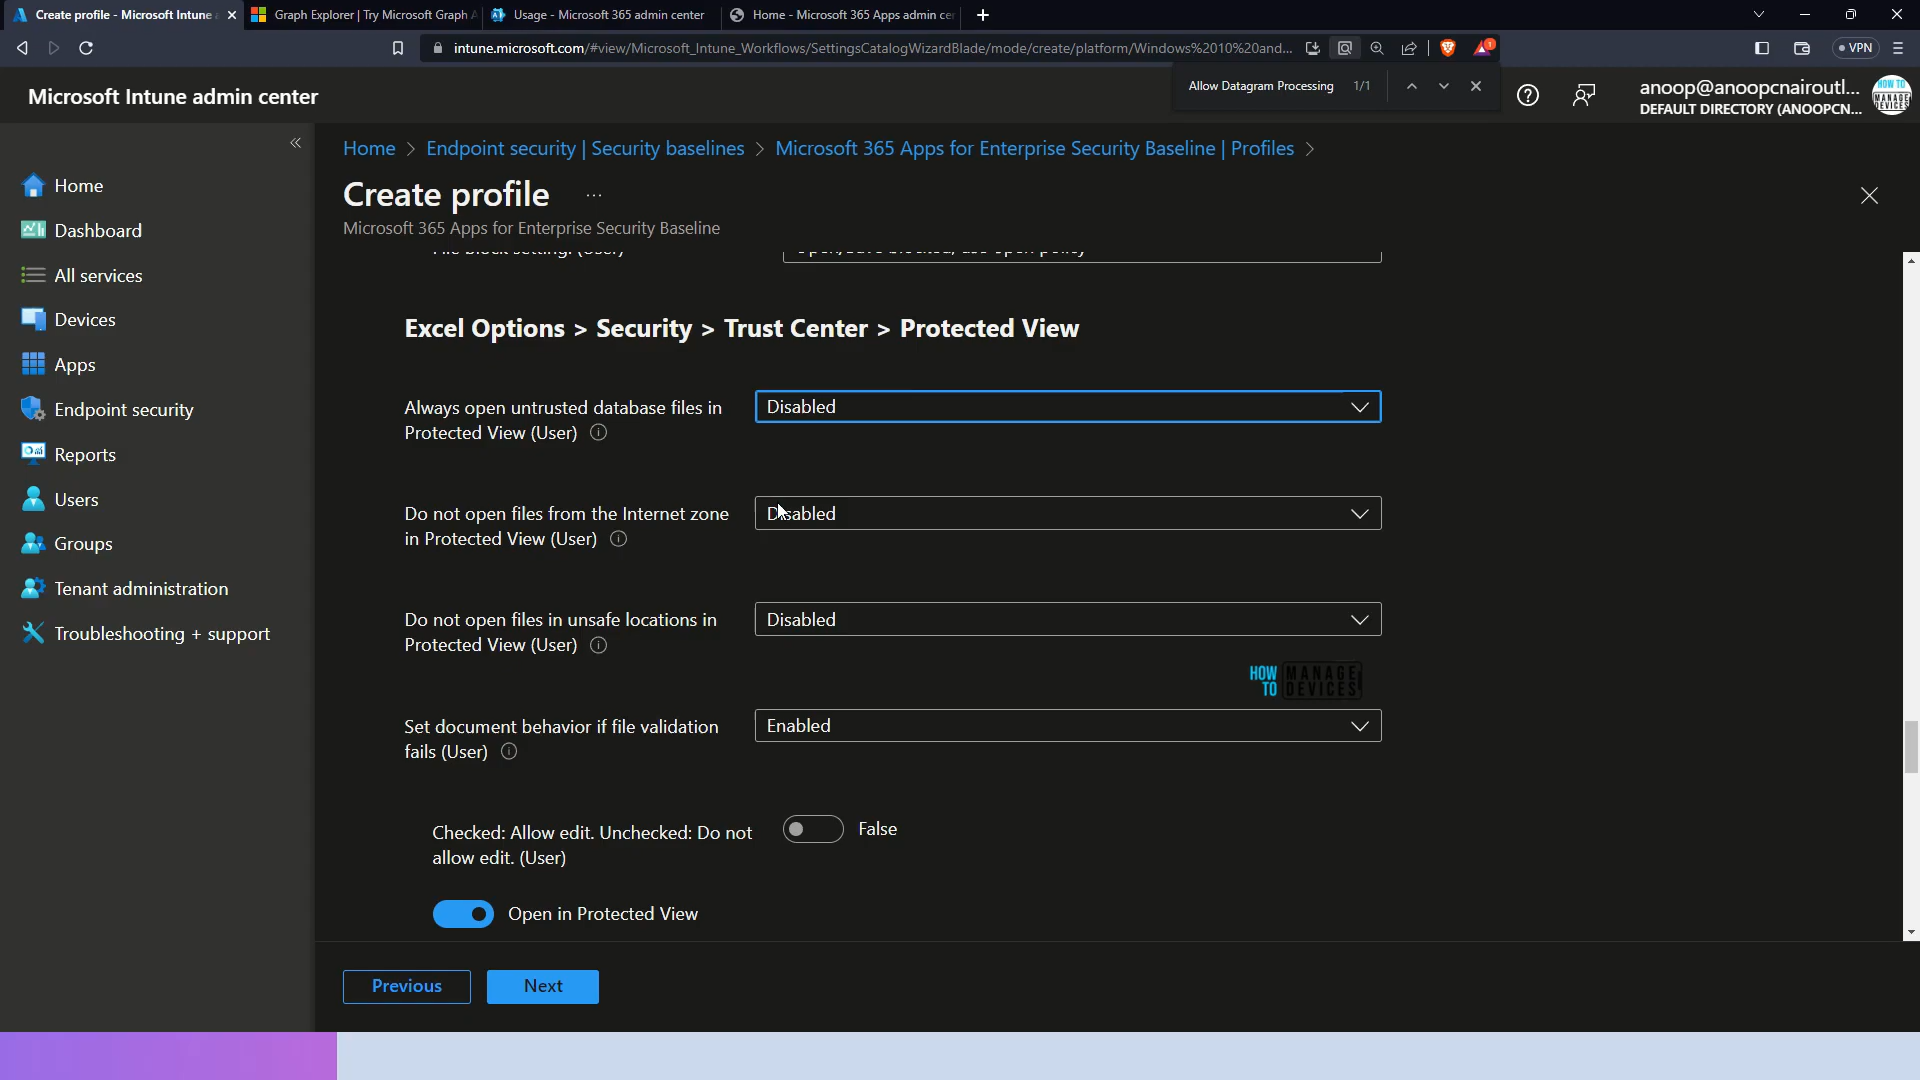 Create profile - Microsoft Intune
Graph Explorer | Try Microsoft Graph
Usage - Microsoft 365 admin center
Home - Microsoft 365 Apps admin cen
intune.microsoft.com/#view/Microsoft_Intune_Workflows/SettingsCatalogWizardBlade/mode/create/platform/Windows%2010%20and...
1
VPN
Microsoft Intune admin center
Allow Datagram Processing 1/1
anoop@anoopcnairoutl...
DEFAULT DIRECTORY (ANOOPCN...
HOW TO
MANAGE
DEVICES
Home
Dashboard
All services
Devices
Apps
Endpoint security
Reports
Users
Groups
Tenant administration
Troubleshooting + support
Home > Endpoint security | Security baselines > Microsoft 365 Apps for Enterprise Security Baseline | Profiles >
Create profile ...
Microsoft 365 Apps for Enterprise Security Baseline
Excel Options > Security > Trust Center > Protected View
Always open untrusted database files in
Protected View (User)
Disabled
Do not open files from the Internet zone
in Protected View (User)
Disabled
Do not open files in unsafe locations in
Protected View (User)
Disabled
HOW MANAGE
TO DEVICES
Set document behavior if file validation
fails (User)
Enabled
Checked: Allow edit. Unchecked: Do not
allow edit. (User)
False
Open in Protected View
Previous
Next